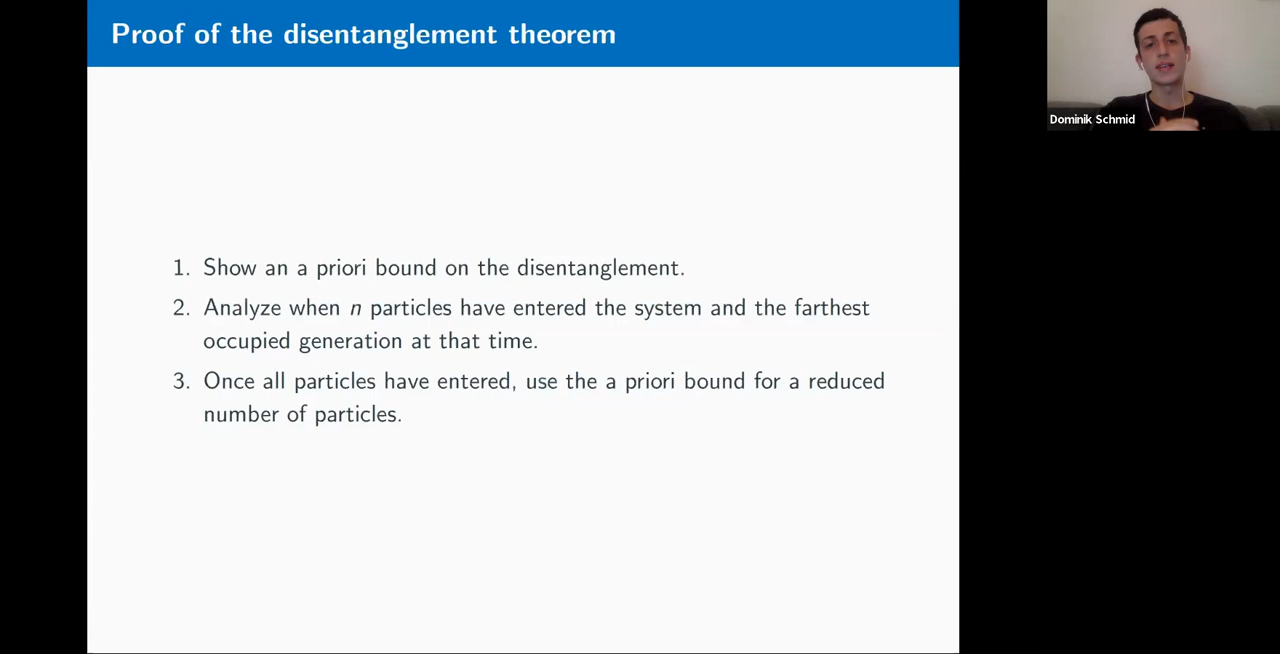 Proof of the disentanglement theorem
Dominik Schmid
1. Show an a priori bound on the disentanglement.
2. Analyze when n particles have entered the system and the farthest
occupied generation at that time.
3. Once all particles have entered, use the a priori bound for a reduced
number of particles.